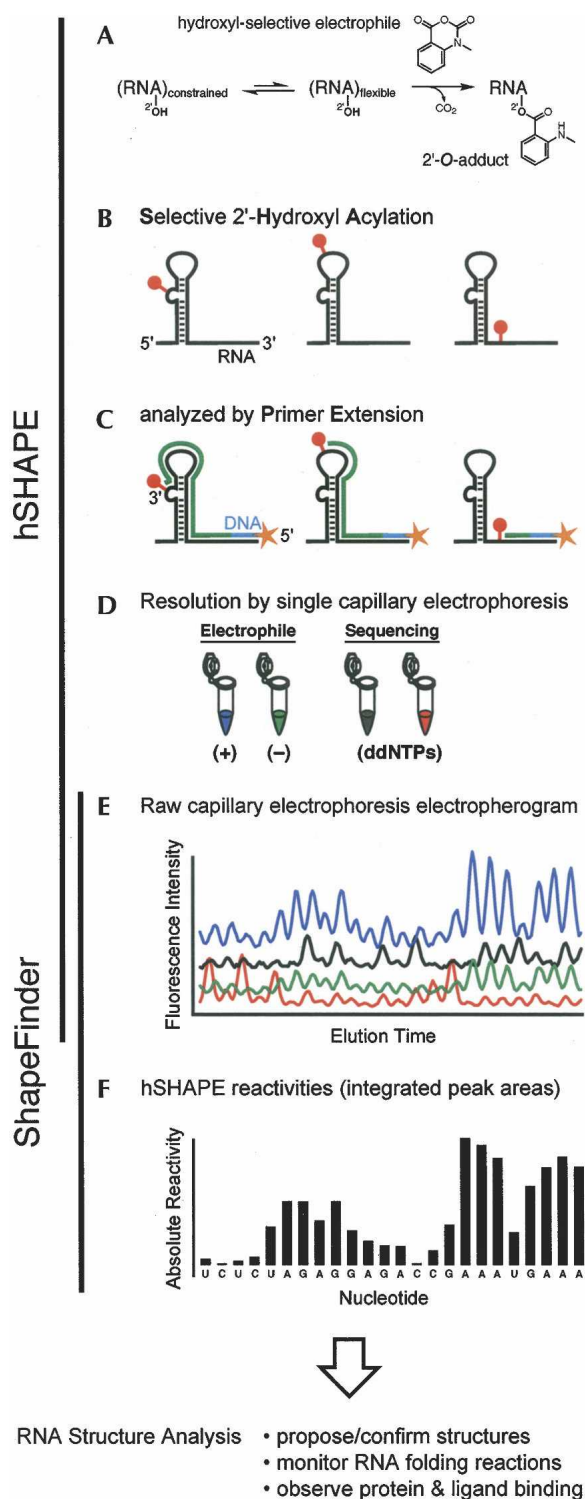 hSHAPE
ShapeFinder
A
hydroxyl-selective electrophile
O
O
O
N
(RNA)constrained
2'
OH
(RNA)flexible
2'
OH
CO2
RNA
2'
O
O
H
N
2'-O-adduct
B Selective 2'-Hydroxyl Acylation
5'
3'
RNA
C analyzed by Primer Extension
3'
DNA
5'
D Resolution by single capillary electrophoresis
Electrophile Sequencing
(+) (−) (ddNTPs)
E Raw capillary electrophoresis electropherogram
Fluorescence Intensity
Elution Time
F hSHAPE reactivities (integrated peak areas)
Absolute Reactivity
U C U C U A G A G G A G A C C G A A A U G A A A
Nucleotide
RNA Structure Analysis • propose/confirm structures
• monitor RNA folding reactions
• observe protein & ligand binding